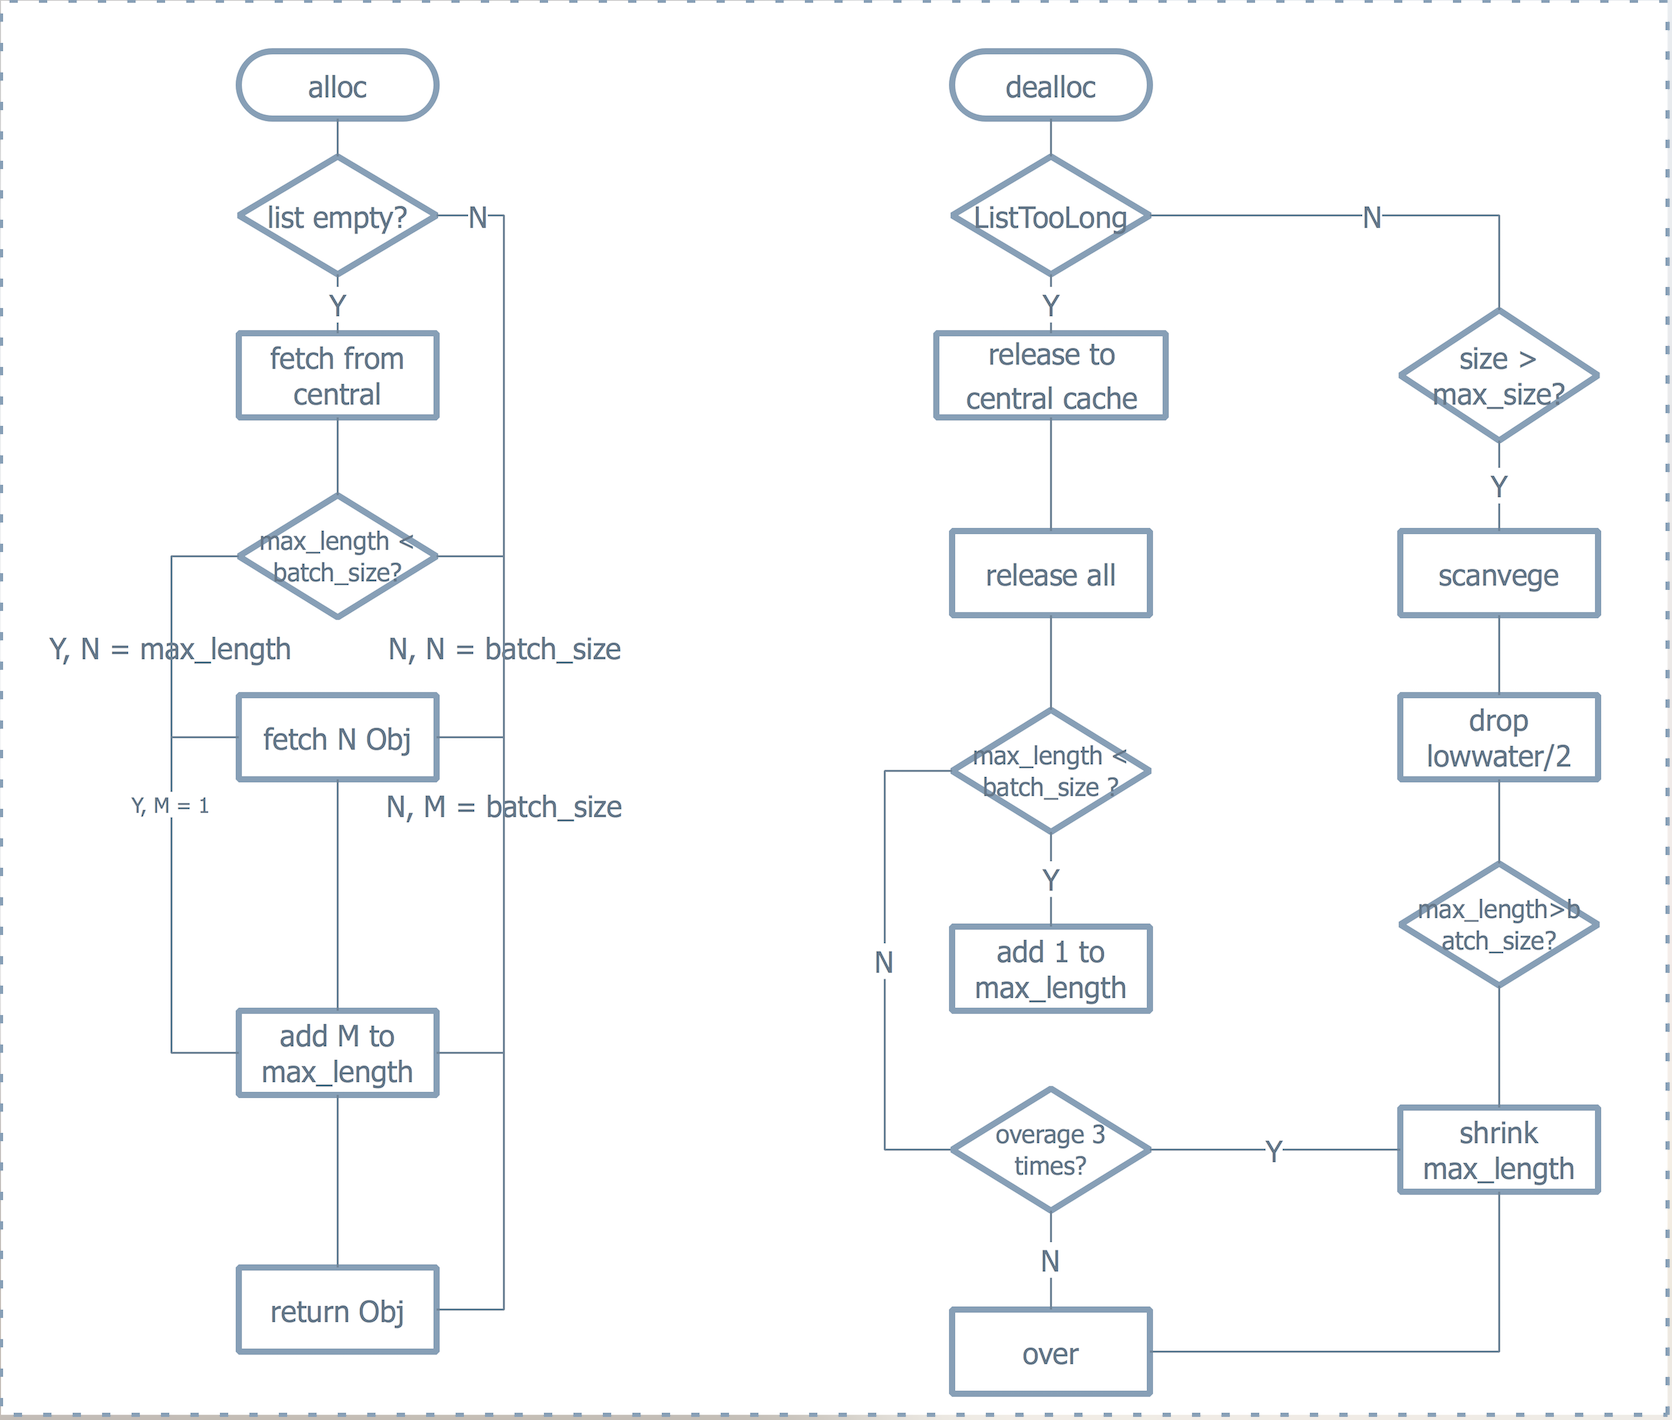 alloc
list empty?
N
Y
fetch from
central
max_length <
batch_size?
Y, N = max_length
N, N = batch_size
fetch N Obj
Y, M = 1
N, M = batch_size
add M to
max_length
return Obj
dealloc
ListTooLong
N
Y
release to
central cache
size >
max_size?
Y
release all
scanvege
drop
lowwater/2
max_length <
batch_size ?
Y
max_length>b
atch_size?
N
add 1 to
max_length
overage 3
times?
Y
shrink
max_length
N
over